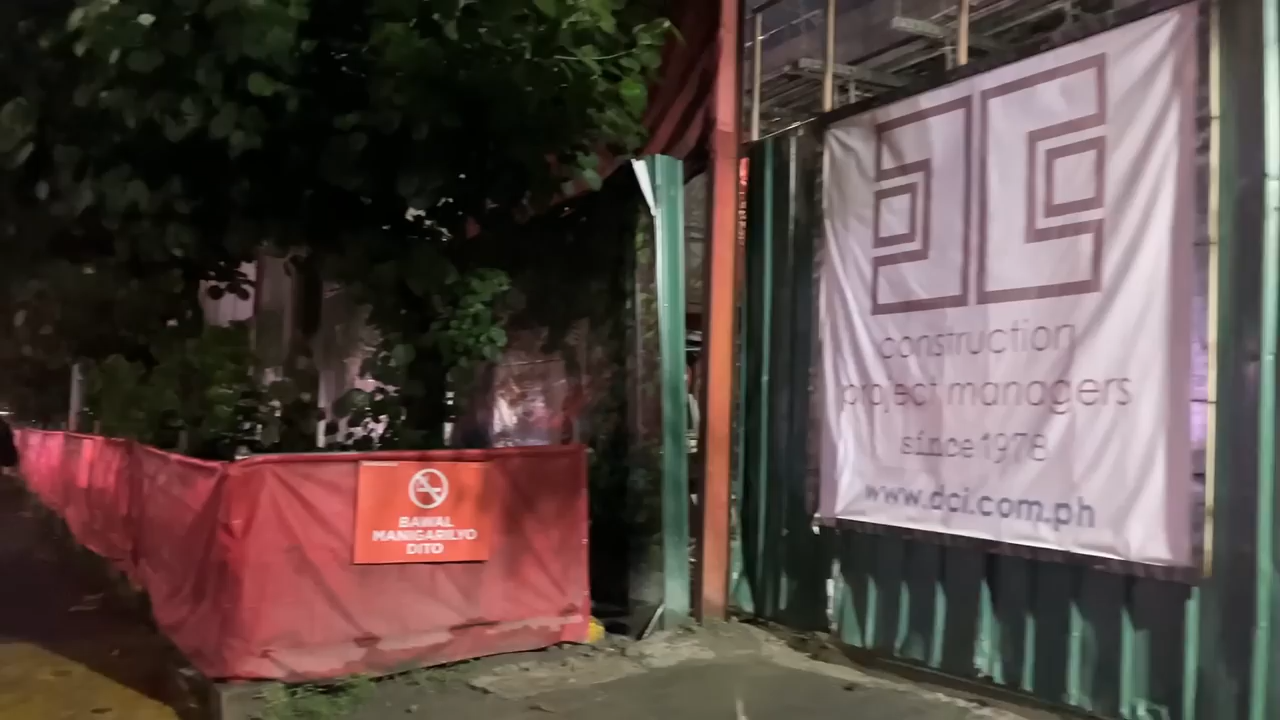 BAWAL
MANIGARILYO
DITO
construction
project managers
since 1978
www.dci.com.ph